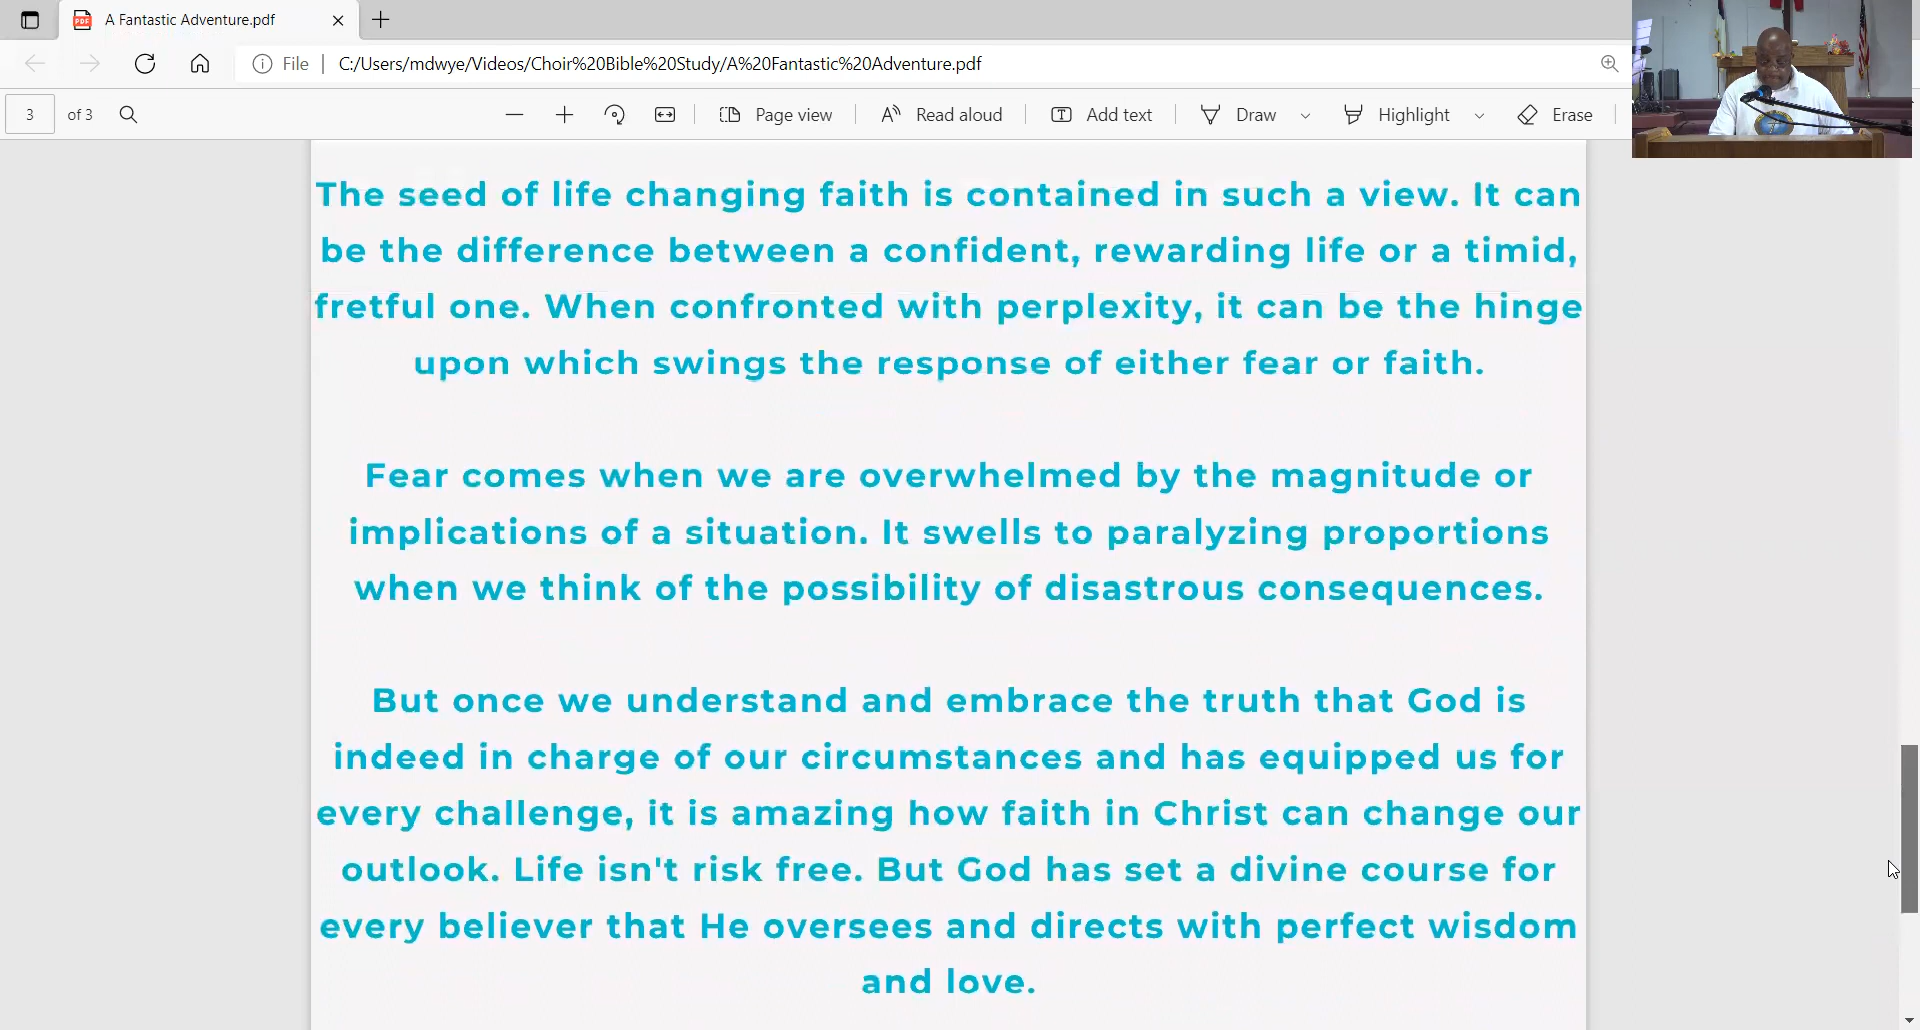 A Fantastic Adventure.pdf
File
C:/Users/mdwye/Videos/Choir%20Bible%20Study/A%20Fantastic%20Adventure.pdf
3 of 3
Page view
Read aloud
Add text
Draw
Highlight
Erase
The seed of life changing faith is contained in such a view. It can
be the difference between a confident, rewarding life or a timid,
fretful one. When confronted with perplexity, it can be the hinge
upon which swings the response of either fear or faith.
Fear comes when we are overwhelmed by the magnitude or
implications of a situation. It swells to paralyzing proportions
when we think of the possibility of disastrous consequences.
But once we understand and embrace the truth that God is
indeed in charge of our circumstances and has equipped us for
every challenge, it is amazing how faith in Christ can change our
outlook. Life isn't risk free. But God has set a divine course for
every believer that He oversees and directs with perfect wisdom
and love.